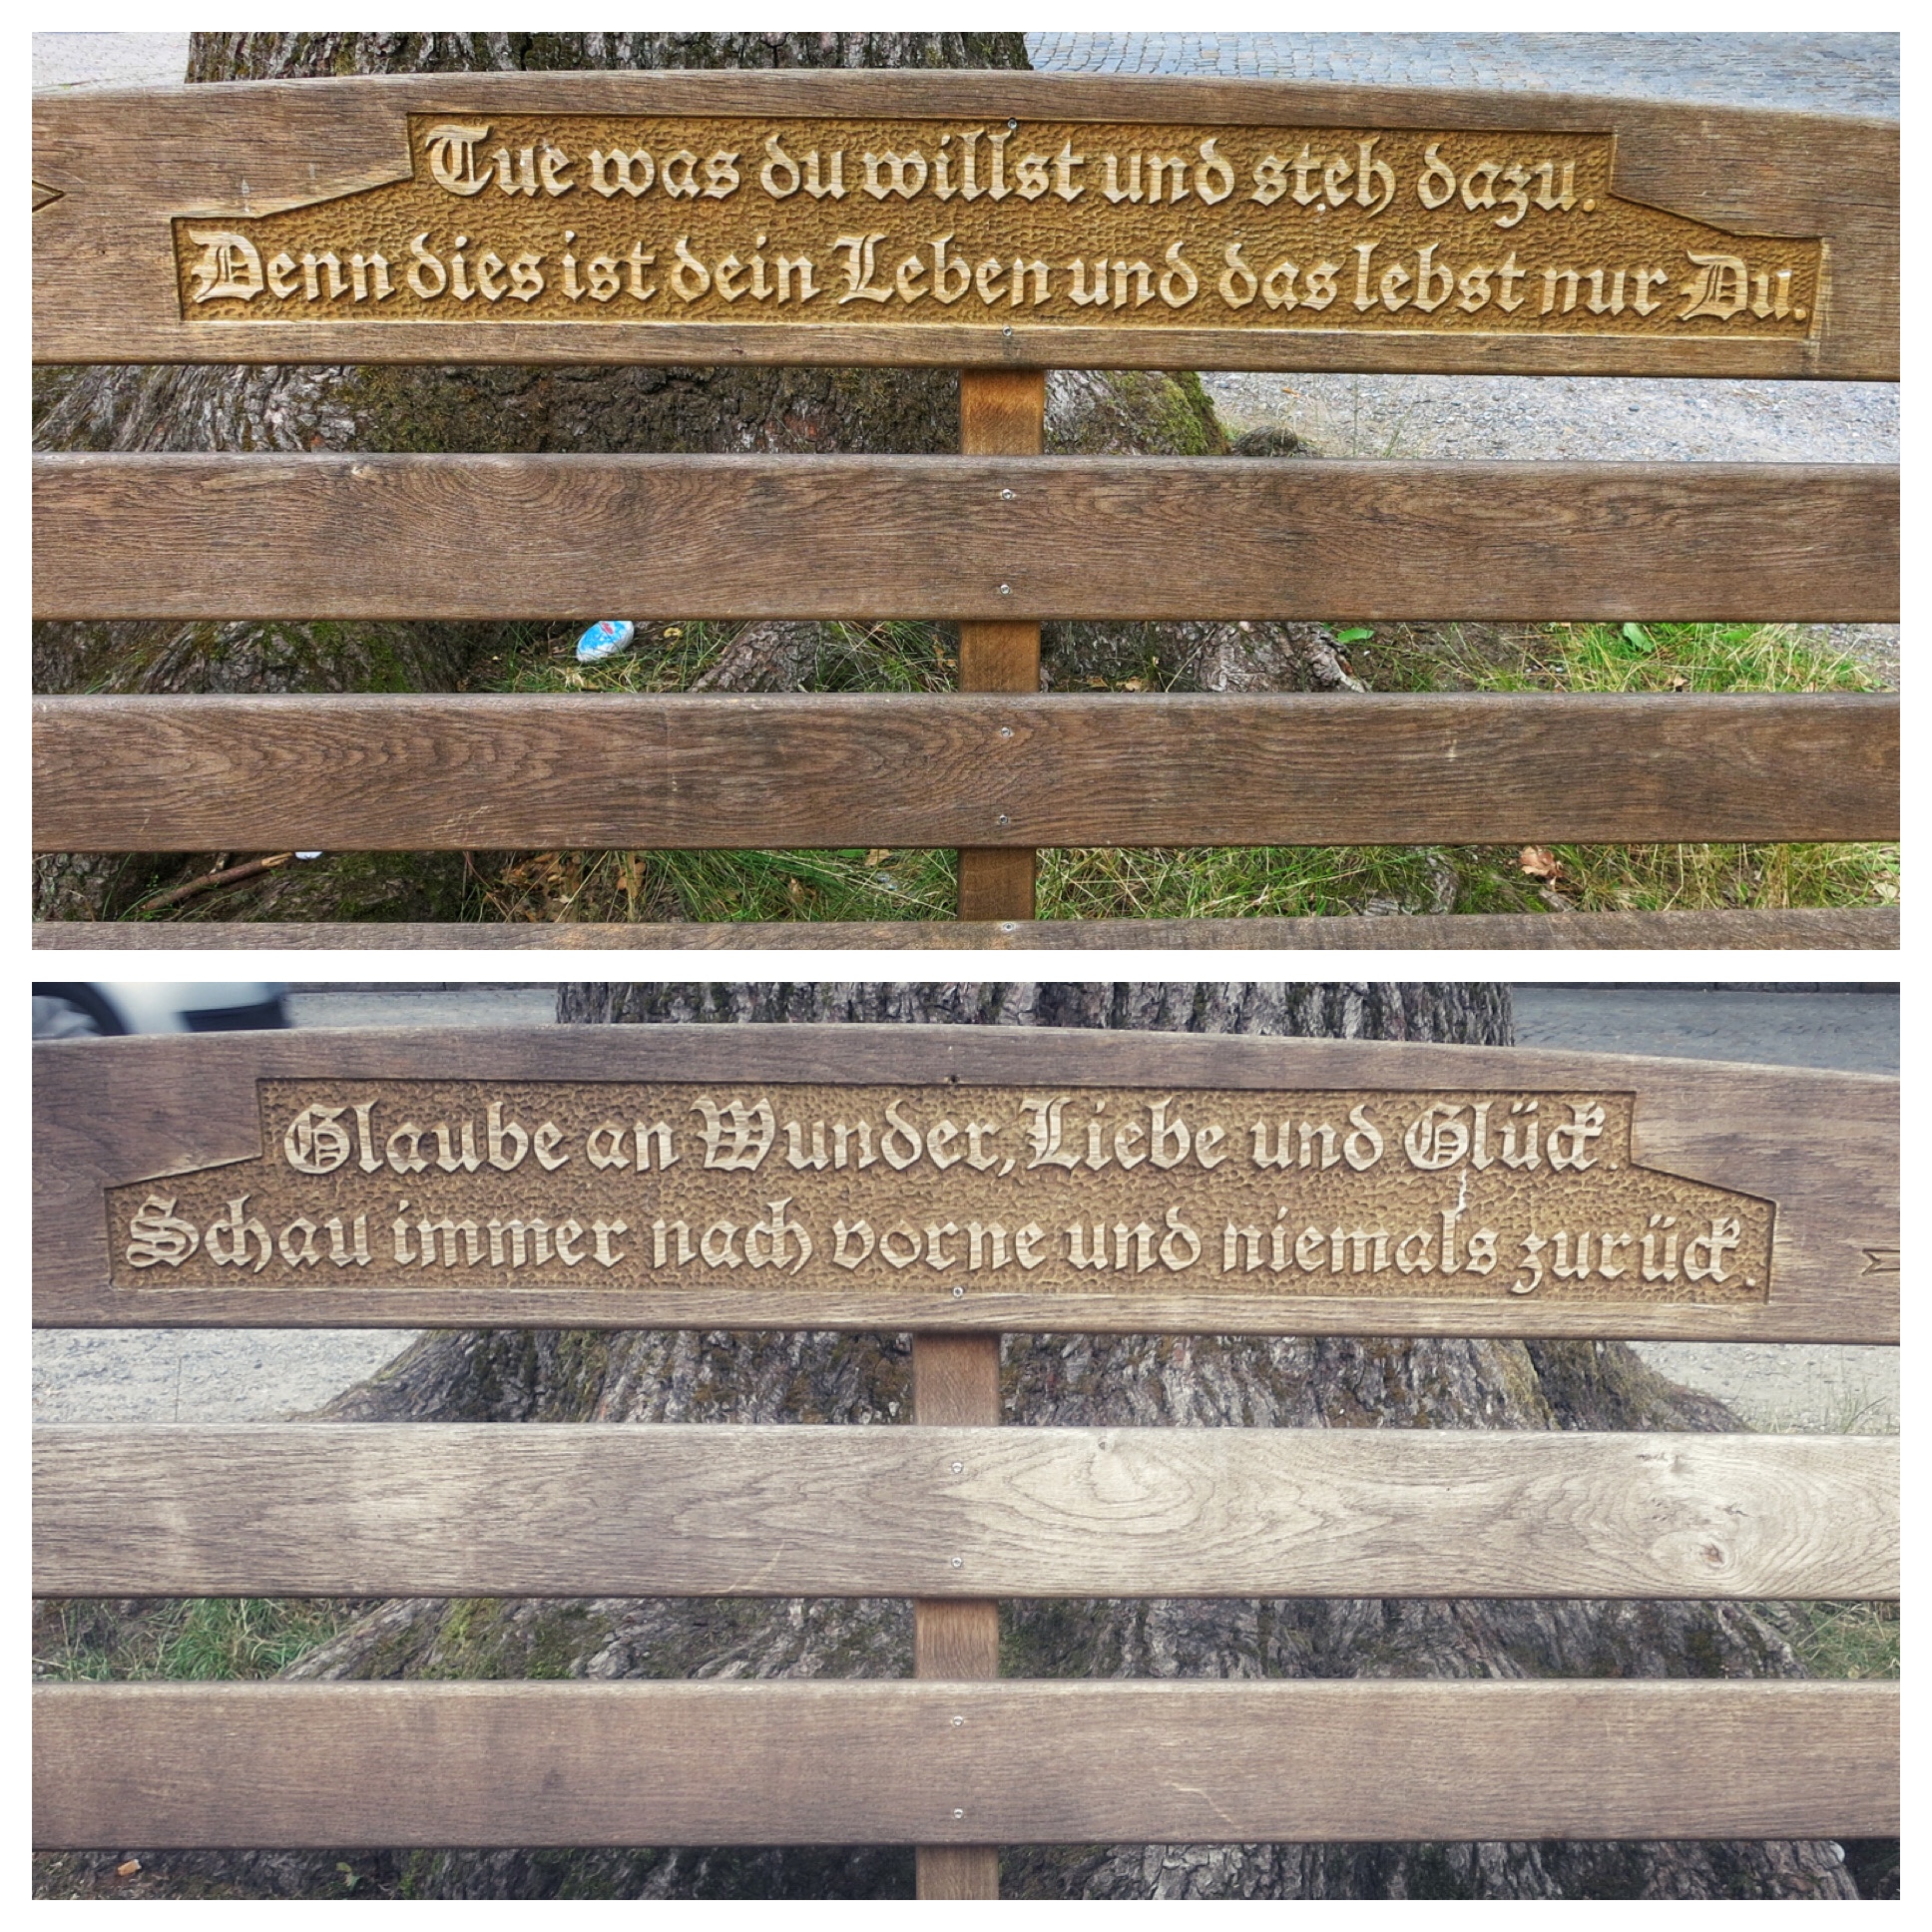 Tue was du willst und steh dazu.
Denn dies ist dein Leben und das lebst nur Du.
Glaube an Wunder, Liebe und Glück.
Schau immer nach vorne und niemals zurück.